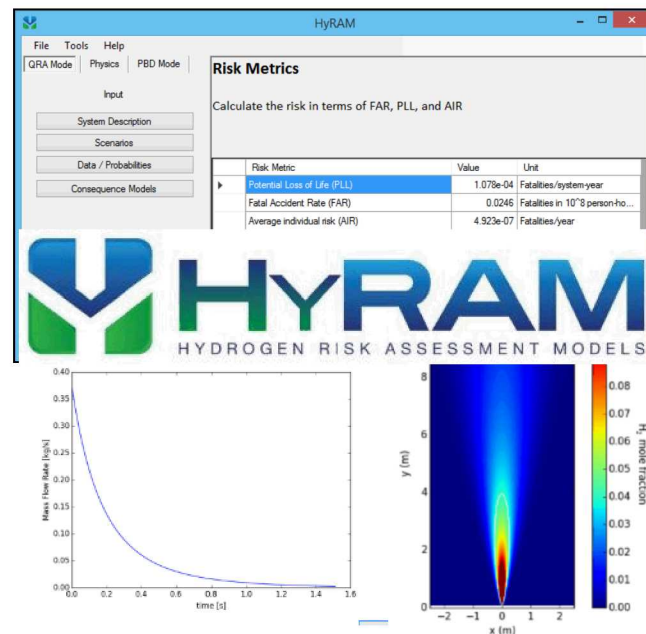 HyRAM
File Tools Help
QRA Mode Physics PBD Mode
Input
System Description
Scenarios
Data / Probabilities
Consequence Models
Risk Metrics
Calculate the risk in terms of FAR, PLL, and AIR
Risk Metric Value Unit
Potential Loss of Life (PLL) 1.078e-04 Fatalities/system-year
Fatal Accident Rate (FAR) 0.0246 Fatalities in 10^8 person-ho...
Average individual risk (AIR) 4.923e-07 Fatalities/year
HYRAM
HYDROGEN RISK ASSESSMENT MODELS
0.40
0.35
0.30
0.25
0.20
0.15
0.10
0.05
0.00
Mass Flow Rate [kg/s]
0.0 0.2 0.4 0.6 0.8 1.0 1.2 1.4 1.6
time [s]
8
6
4
2
0
y (m)
−2 −1 0 1 2
x (m)
0.08
0.07
0.06
0.05
0.04
0.03
0.02
0.01
0.00
H₂ mole fraction